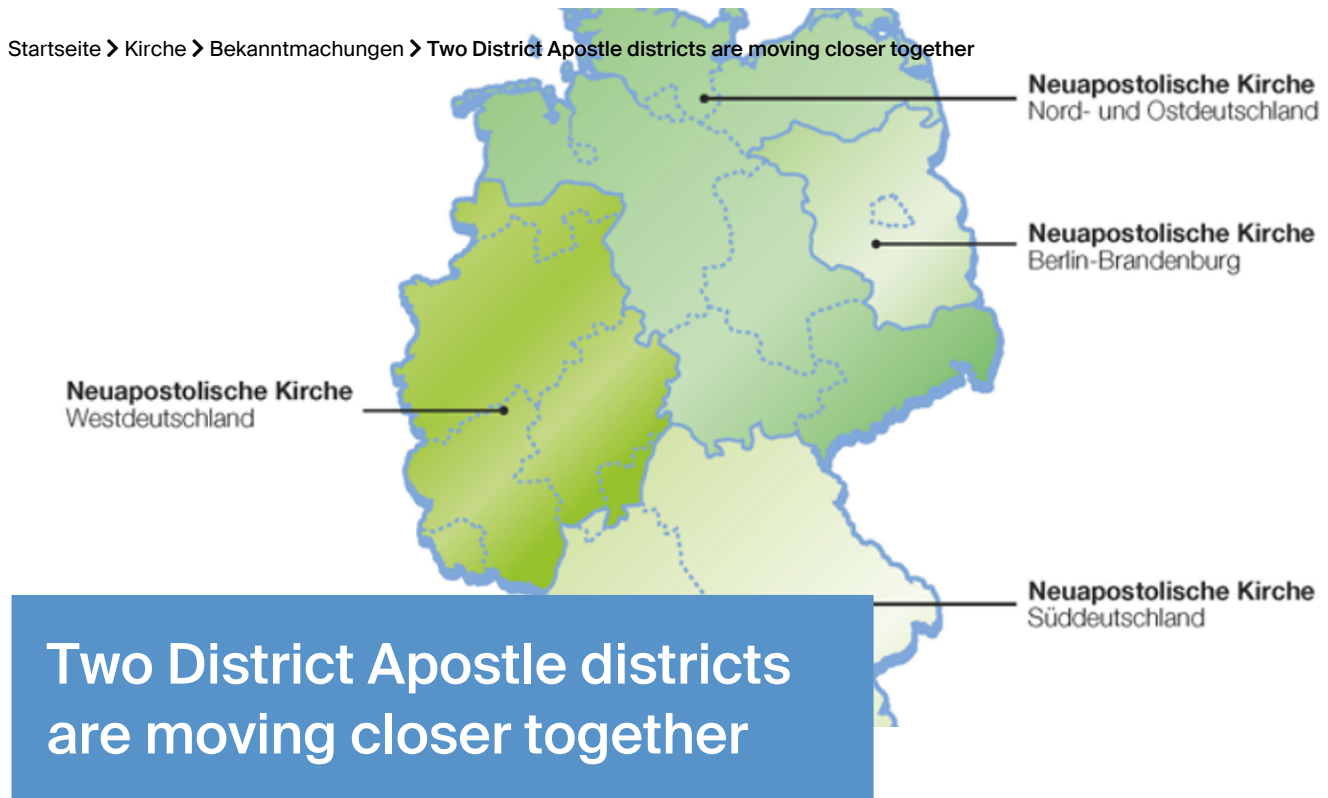 Startseite > Kirche > Bekanntmachungen > Two District Apostle districts are moving closer together
Neuapostolische Kirche
Nord- und Ostdeutschland
Neuapostolische Kirche
Berlin-Brandenburg
Neuapostolische Kirche
Westdeutschland
Neuapostolische Kirche
Süddeutschland
Two District Apostle districts
are moving closer together